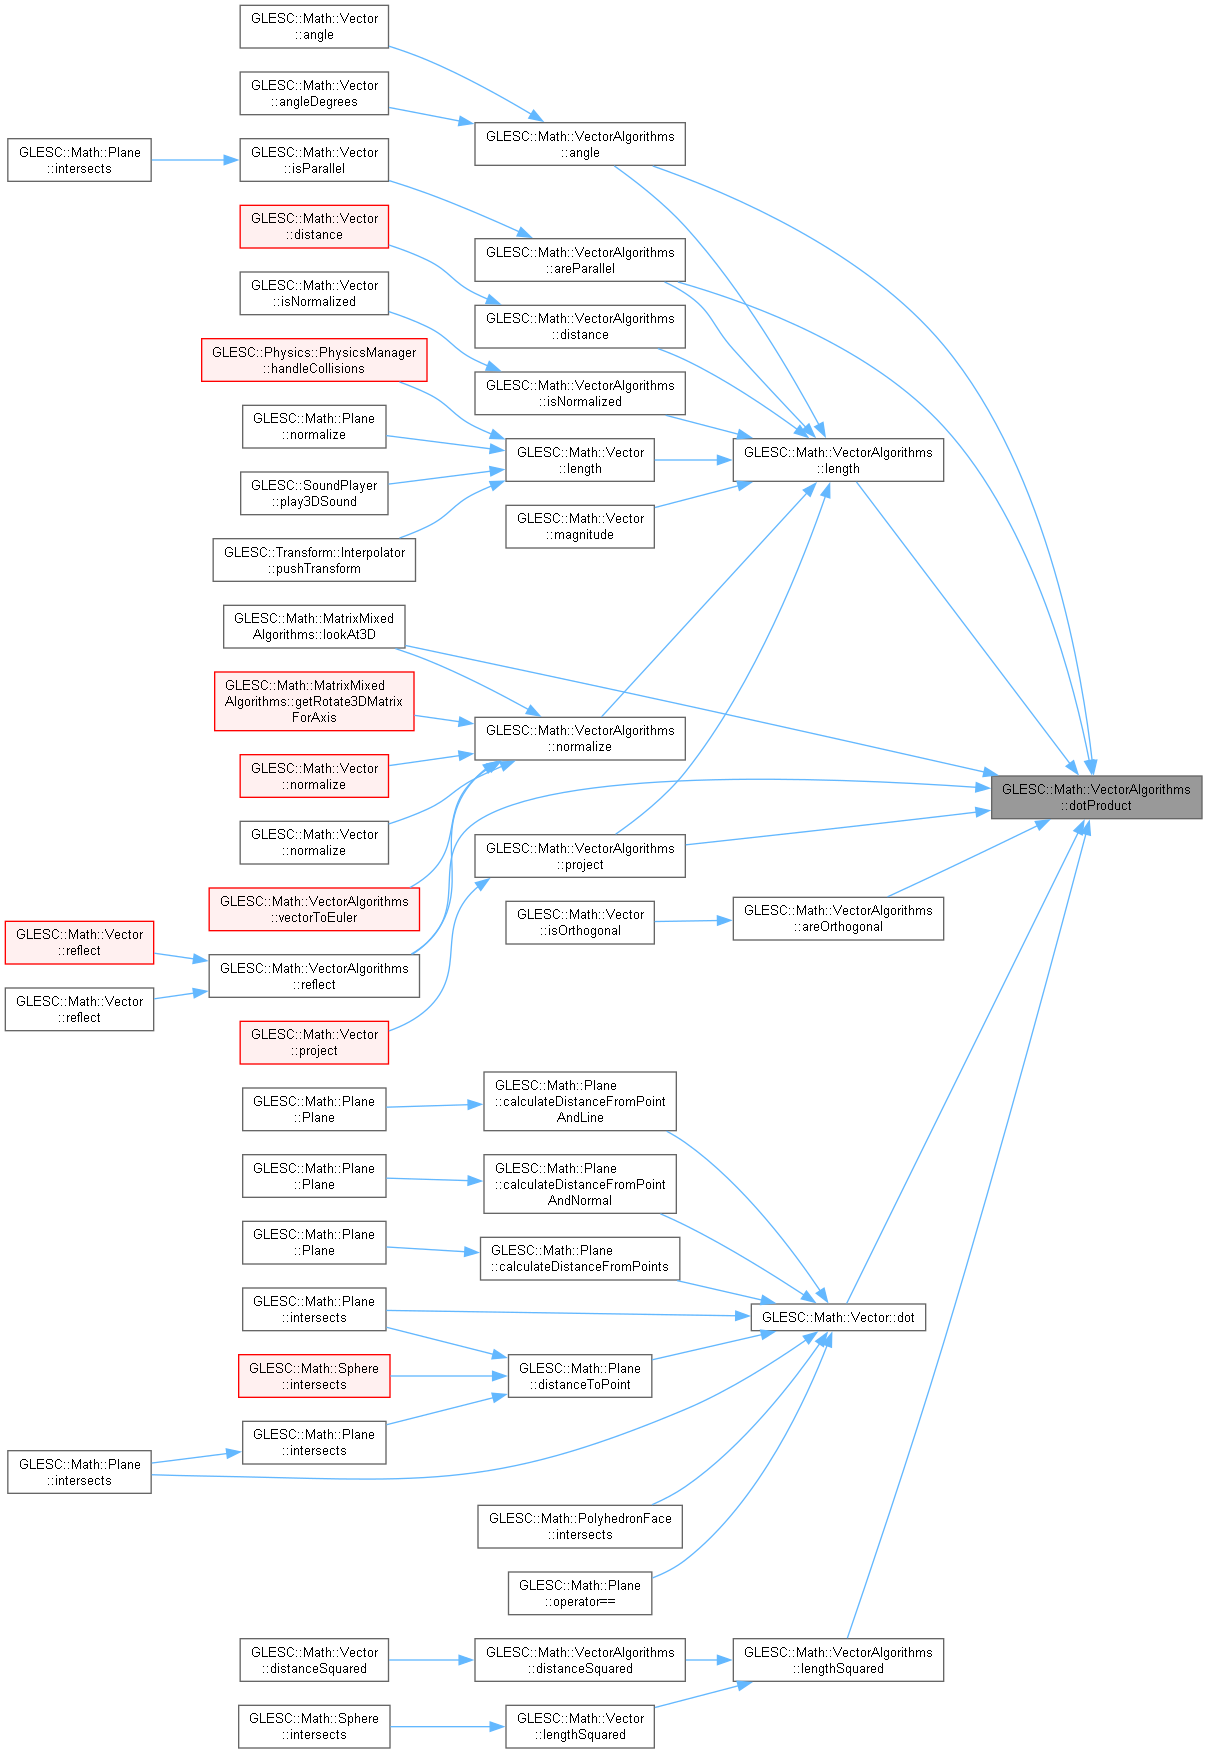 GLESC::Math::Vector
::angle
GLESC::Math::Vector
::angleDegrees
GLESC::Math::VectorAlgorithms
::angle
GLESC::Math::Plane
::intersects
GLESC::Math::Vector
::isParallel
GLESC::Math::Vector
::distance
GLESC::Math::VectorAlgorithms
::areParallel
GLESC::Math::Vector
::isNormalized
GLESC::Math::VectorAlgorithms
::distance
GLESC::Physics::PhysicsManager
::handleCollisions
GLESC::Math::VectorAlgorithms
::isNormalized
GLESC::Math::Plane
::normalize
GLESC::Math::Vector
::length
GLESC::Math::VectorAlgorithms
::length
GLESC::SoundPlayer
::play3DSound
GLESC::Math::Vector
::magnitude
GLESC::Transform::Interpolator
::pushTransform
GLESC::Math::MatrixMixed
Algorithms::lookAt3D
GLESC::Math::MatrixMixed
Algorithms::getRotate3DMatrix
ForAxis
GLESC::Math::VectorAlgorithms
::normalize
GLESC::Math::Vector
::normalize
GLESC::Math::VectorAlgorithms
::dotProduct
GLESC::Math::Vector
::normalize
GLESC::Math::VectorAlgorithms
::project
GLESC::Math::VectorAlgorithms
::vectorToEuler
GLESC::Math::Vector
::isOrthogonal
GLESC::Math::VectorAlgorithms
::areOrthogonal
GLESC::Math::Vector
::reflect
GLESC::Math::VectorAlgorithms
::reflect
GLESC::Math::Vector
::reflect
GLESC::Math::Vector
::project
GLESC::Math::Plane
::Plane
GLESC::Math::Plane
::calculateDistanceFromPoint
AndLine
GLESC::Math::Plane
::Plane
GLESC::Math::Plane
::calculateDistanceFromPoint
AndNormal
GLESC::Math::Plane
::Plane
GLESC::Math::Plane
::calculateDistanceFromPoints
GLESC::Math::Plane
::intersects
GLESC::Math::Vector::dot
GLESC::Math::Sphere
::intersects
GLESC::Math::Plane
::distanceToPoint
GLESC::Math::Plane
::intersects
GLESC::Math::Plane
::intersects
GLESC::Math::PolyhedronFace
::intersects
GLESC::Math::Plane
::operator==
GLESC::Math::Vector
::distanceSquared
GLESC::Math::VectorAlgorithms
::distanceSquared
GLESC::Math::VectorAlgorithms
::lengthSquared
GLESC::Math::Sphere
::intersects
GLESC::Math::Vector
::lengthSquared